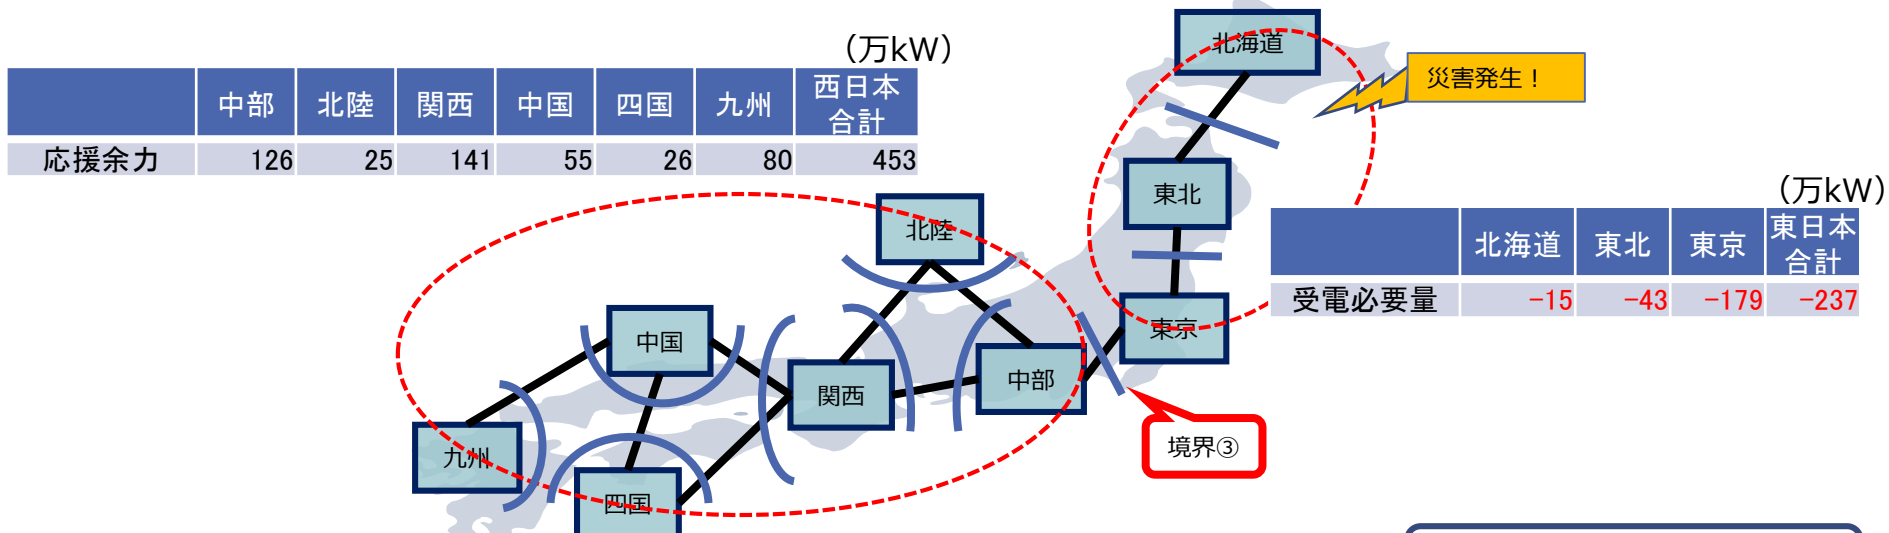 （万kW）
中部 北陸 関西 中国 四国 九州 西日本
合計
応援余力 126 25 141 55 26 80 453
北海道
災害発生！
東北
（万kW）
北海道 東北 東京 東日本
合計
受電必要量 −15 −43 −179 −237
北陸
東京
中国
関西
中部
境界③
九州
四国